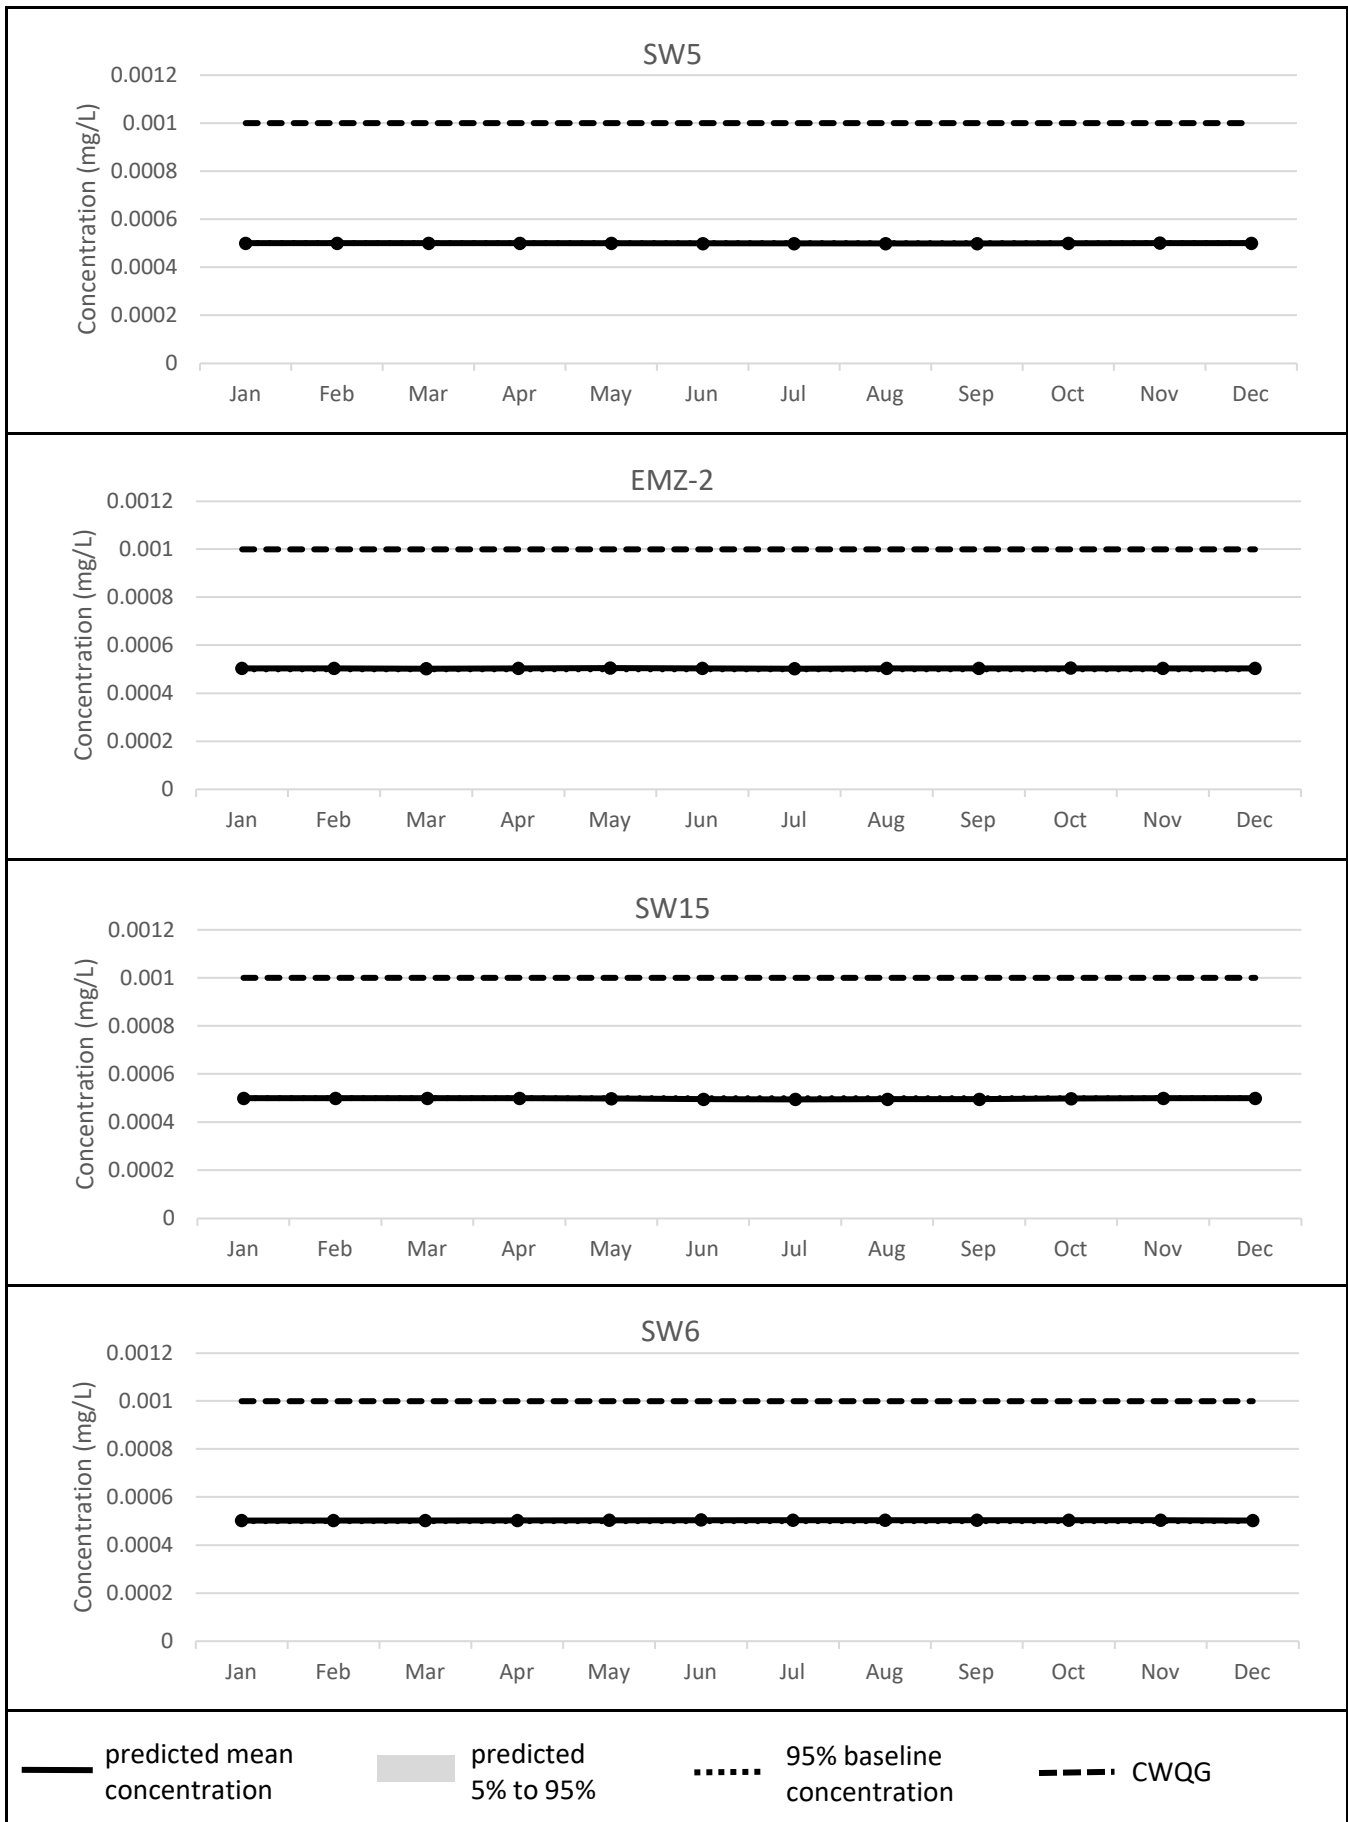 SW5
Concentration (mg/L)
0.0012
0.001
0.0008
0.0006
0.0004
0.0002
0
Jan Feb Mar Apr May Jun Jul Aug Sep Oct Nov Dec
EMZ-2
Concentration (mg/L)
0.0012
0.001
0.0008
0.0006
0.0004
0.0002
0
Jan Feb Mar Apr May Jun Jul Aug Sep Oct Nov Dec
SW15
Concentration (mg/L)
0.0012
0.001
0.0008
0.0006
0.0004
0.0002
0
Jan Feb Mar Apr May Jun Jul Aug Sep Oct Nov Dec
SW6
Concentration (mg/L)
0.0012
0.001
0.0008
0.0006
0.0004
0.0002
0
Jan Feb Mar Apr May Jun Jul Aug Sep Oct Nov Dec
predicted mean
concentration
predicted
5% to 95%
95% baseline
concentration
CWQG